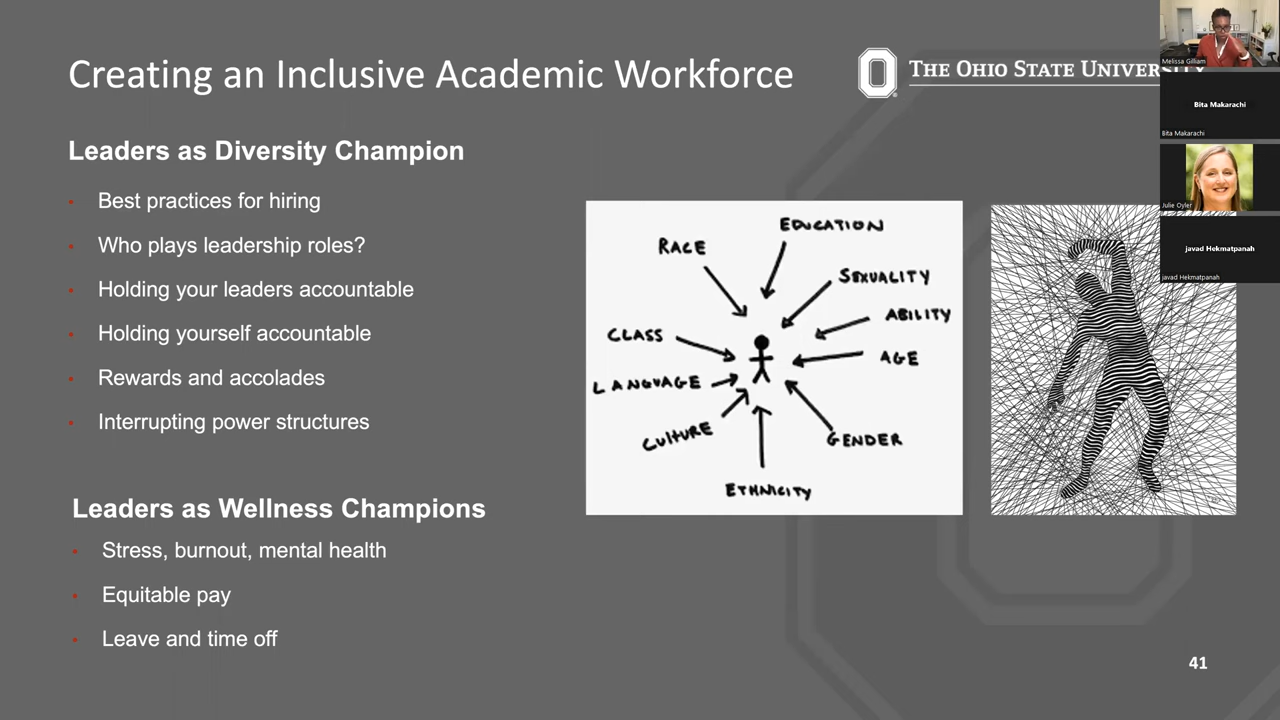 Creating an Inclusive Academic Workforce
THE OHIO STATE UNIVERSITY
Leaders as Diversity Champion
Best practices for hiring
Who plays leadership roles?
Holding your leaders accountable
Holding yourself accountable
Rewards and accolades
Interrupting power structures
Leaders as Wellness Champions
Stress, burnout, mental health
Equitable pay
Leave and time off
EDUCATION
RACE
SEXUALITY
ABILITY
CLASS
AGE
LANGUAGE
CULTURE
GENDER
ETHNICITY
Melissa Gilliam
Bita Makarachi
Bita Makarachi
Julie Oyler
javad Hekmatpanah
javad Hekmatpanah
41